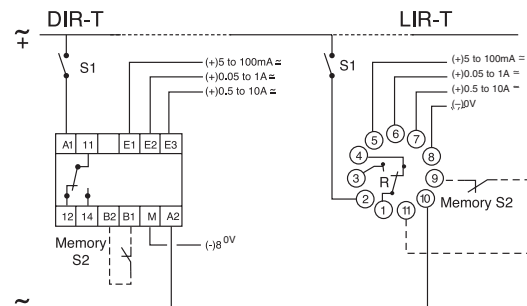 DIR-T
LIR-T
~
+
S1
(+)5 to 100mA ≂
(+)0.05 to 1A ≂
(+)0.5 to 10A ≂
S1
(+)5 to 100mA =
(+)0.05 to 1A =
(+)0.5 to 10A =
(-)0V
A1 11 E1 E2 E3
12 14 B2 B1 M A2
Memory
S2
(-)8 0V
5 6 7 8
4 3 R 9
2 1 11 10
Memory S2
~